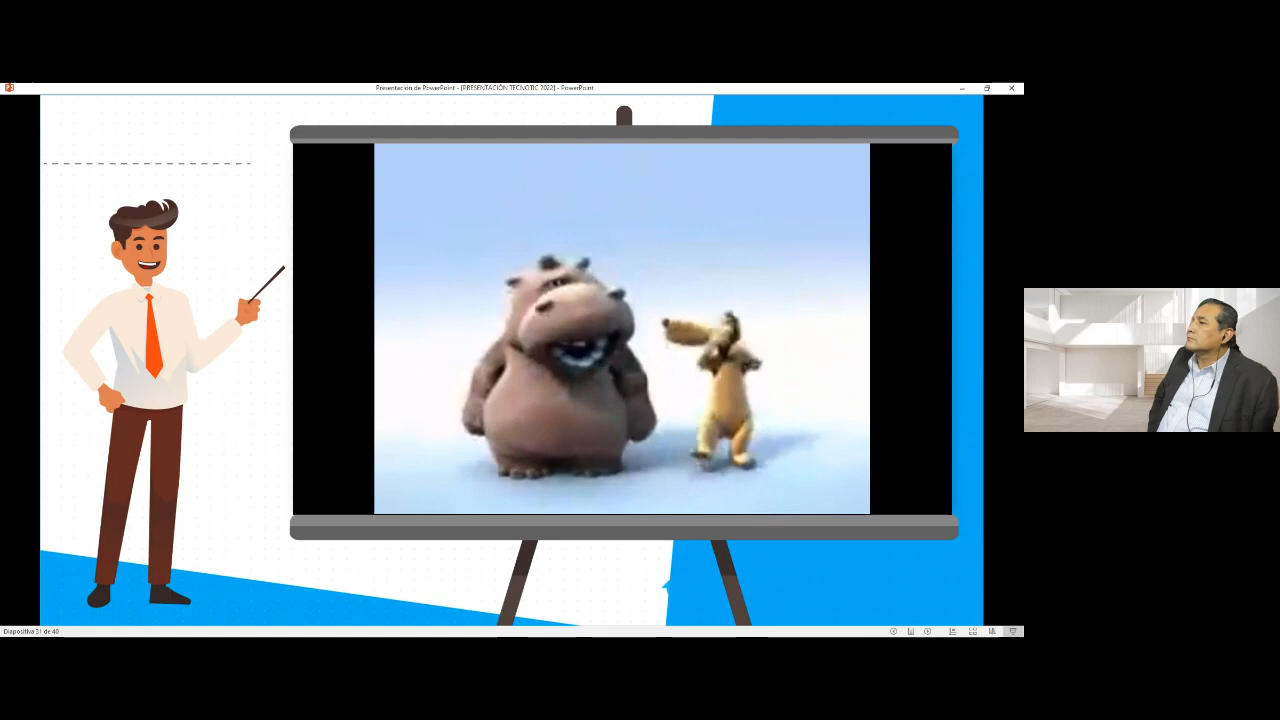 Presentación de PowerPoint - [PRESENTACIÓN TECNOTIC 2022] - PowerPoint
Diapositiva 31 de 40